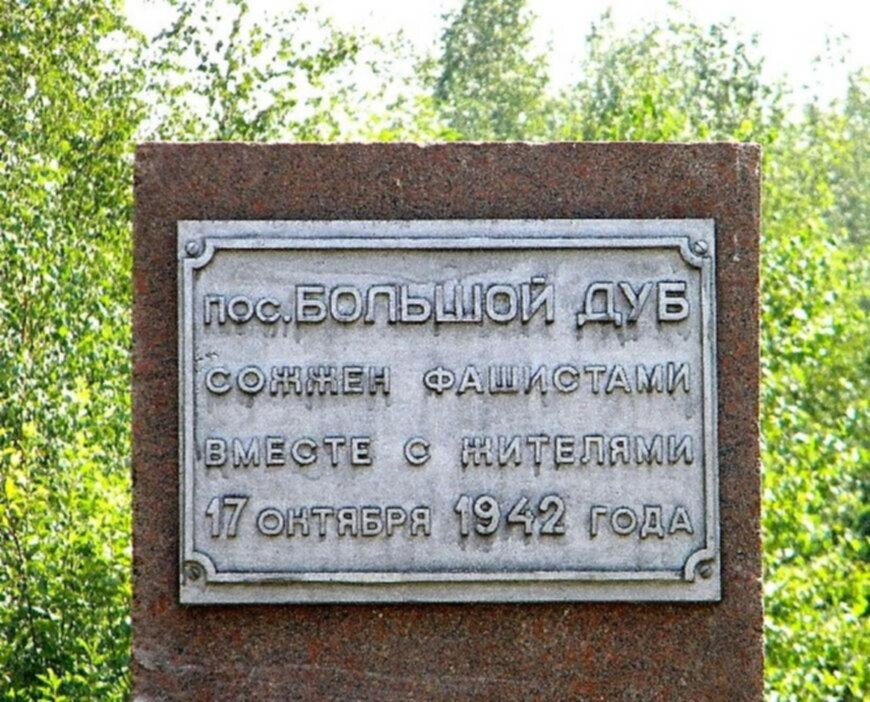 пос. БОЛЬШОЙ ДУБ
СОЖЖЕН ФАШИСТАМИ
ВМЕСТЕ С ЖИТЕЛЯМИ
17 ОКТЯБРЯ 1942 ГОДА